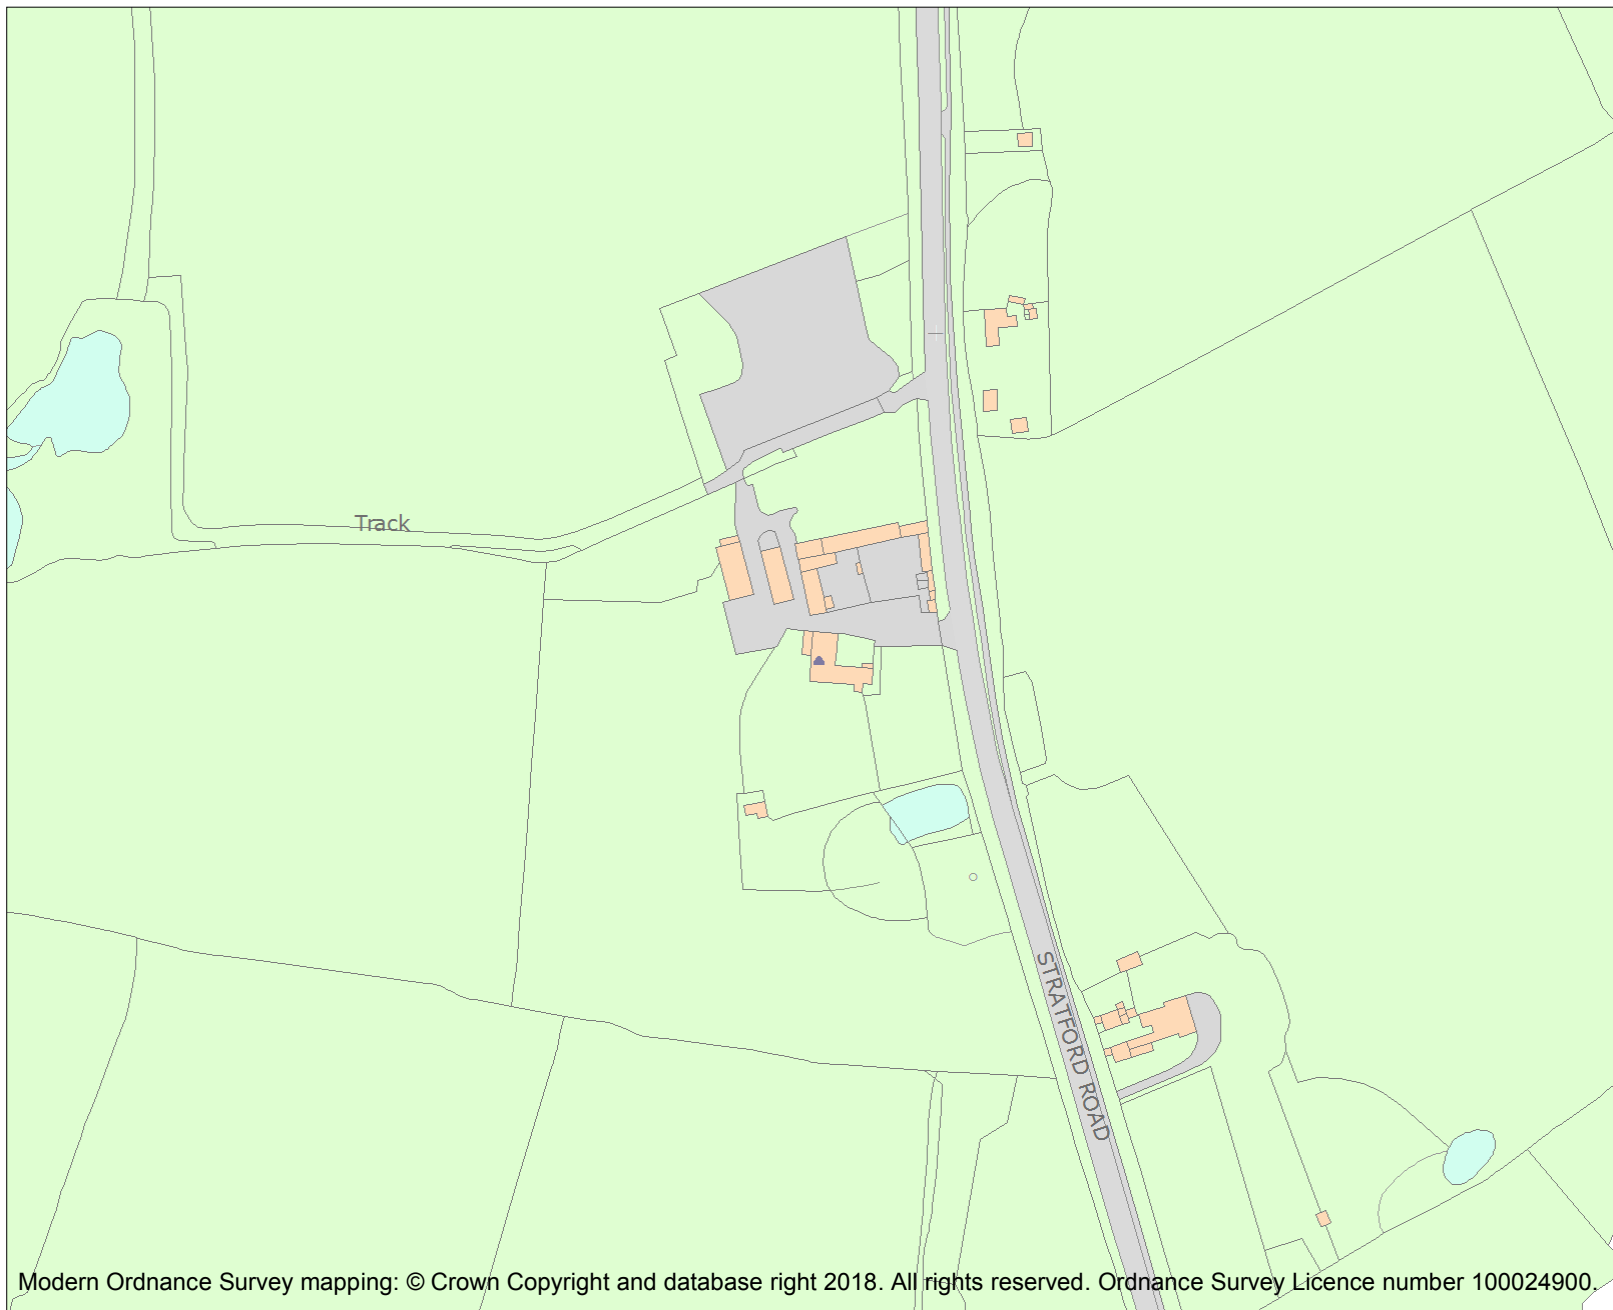 Track
STRATFORD ROAD
Modern Ordnance Survey mapping: © Crown Copyright and database right 2018. All rights reserved. Ordnance Survey Licence number 100024900.